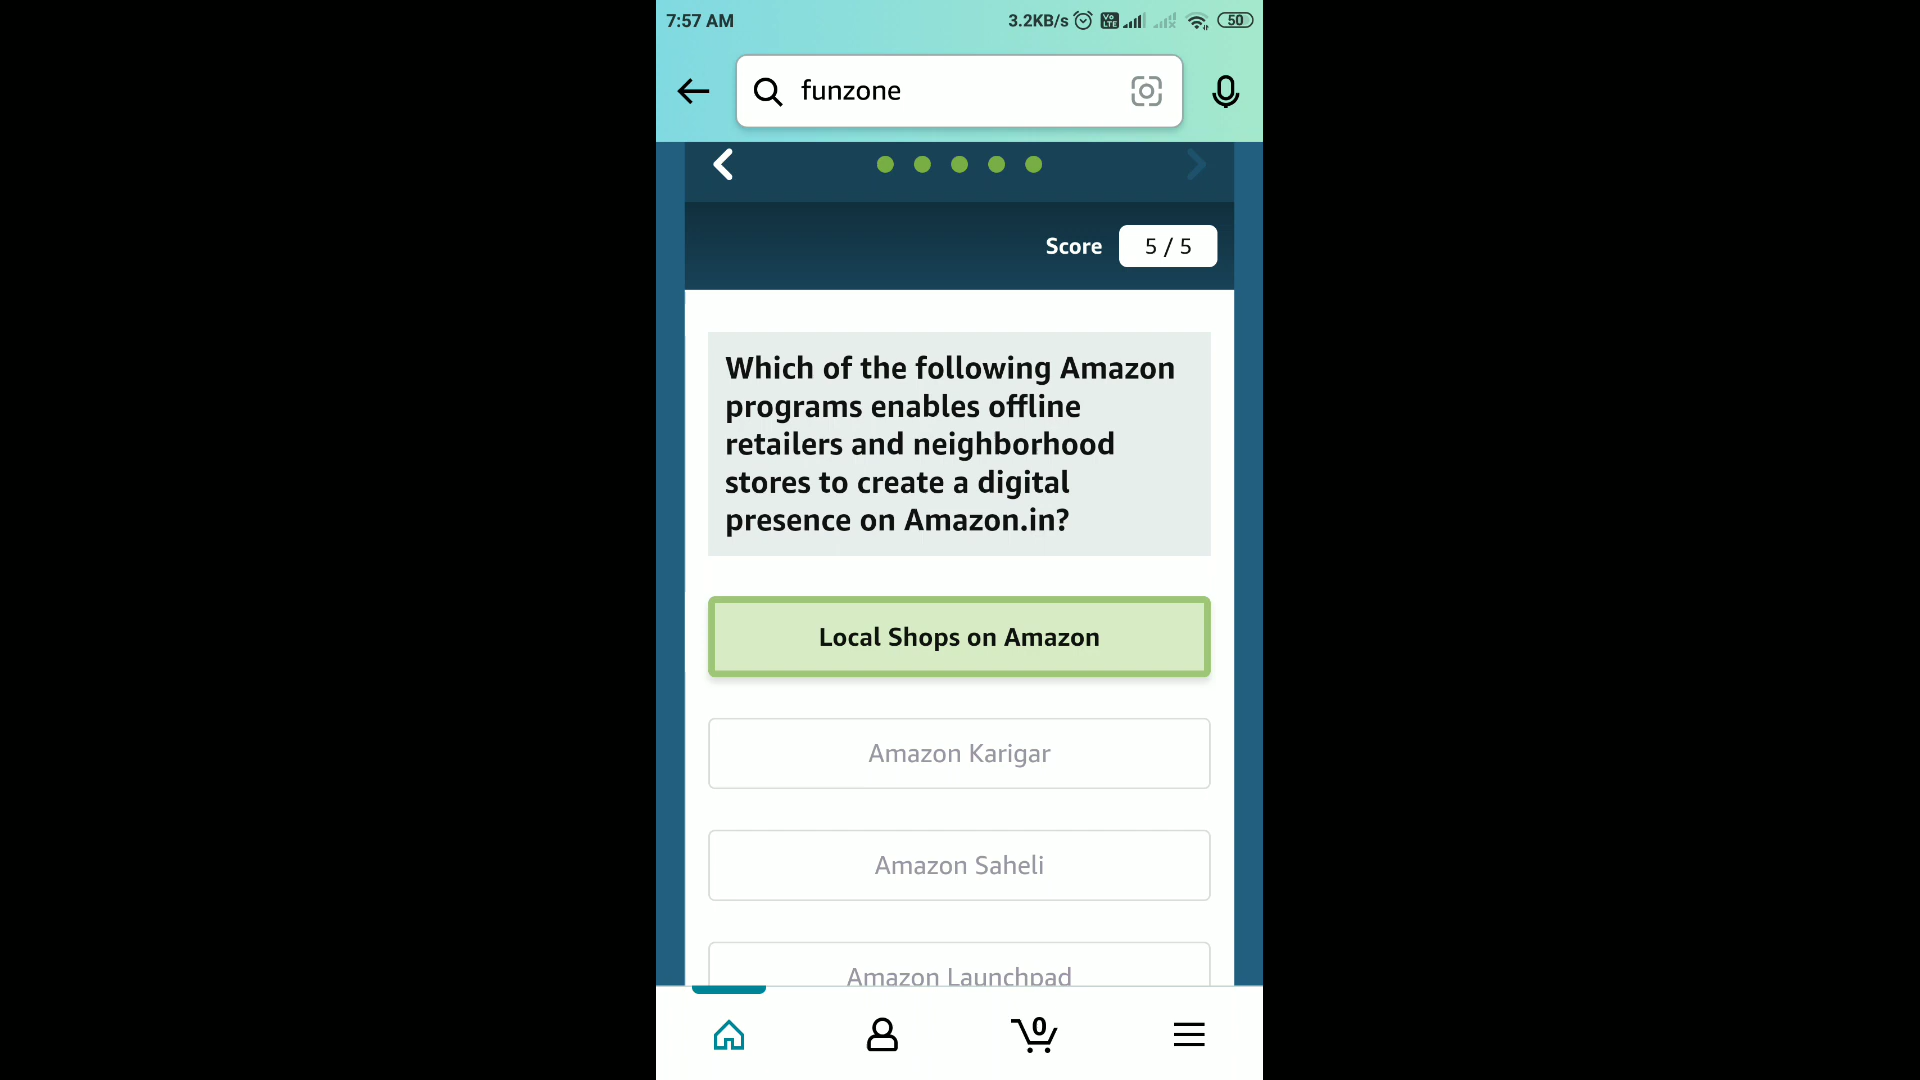 7:57 AM
3.2KB/s
Vo
LTE
50
funzone
Score
5 / 5
Which of the following Amazon
programs enables offline
retailers and neighborhood
stores to create a digital
presence on Amazon.in?
Local Shops on Amazon
Amazon Karigar
Amazon Saheli
Amazon Launchpad
0